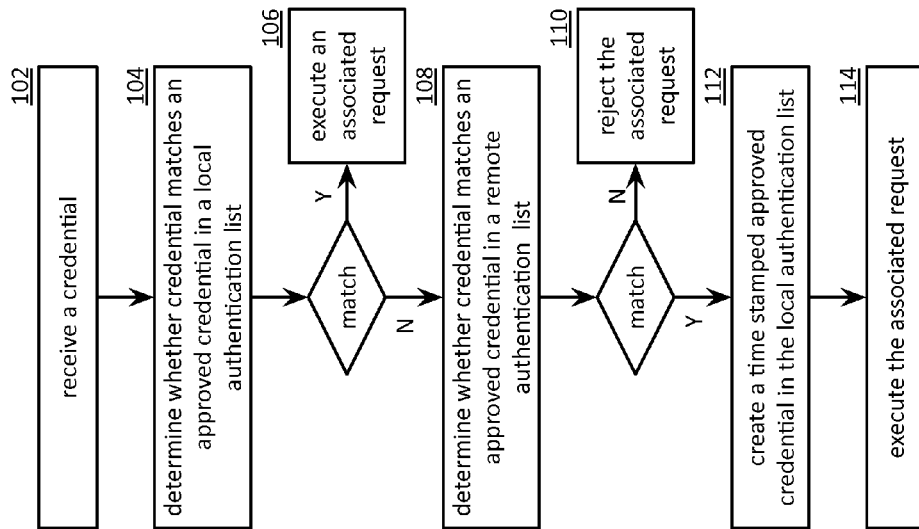 102
receive a credential
104
determine whether credential matches an
approved credential in a local
authentication list
match
Y
106
execute an
associated
request
N
108
determine whether credential matches an
approved credential in a remote
authentication list
match
N
110
reject the
associated
request
Y
112
create a time stamped approved
credential in the local authentication list
114
execute the associated request